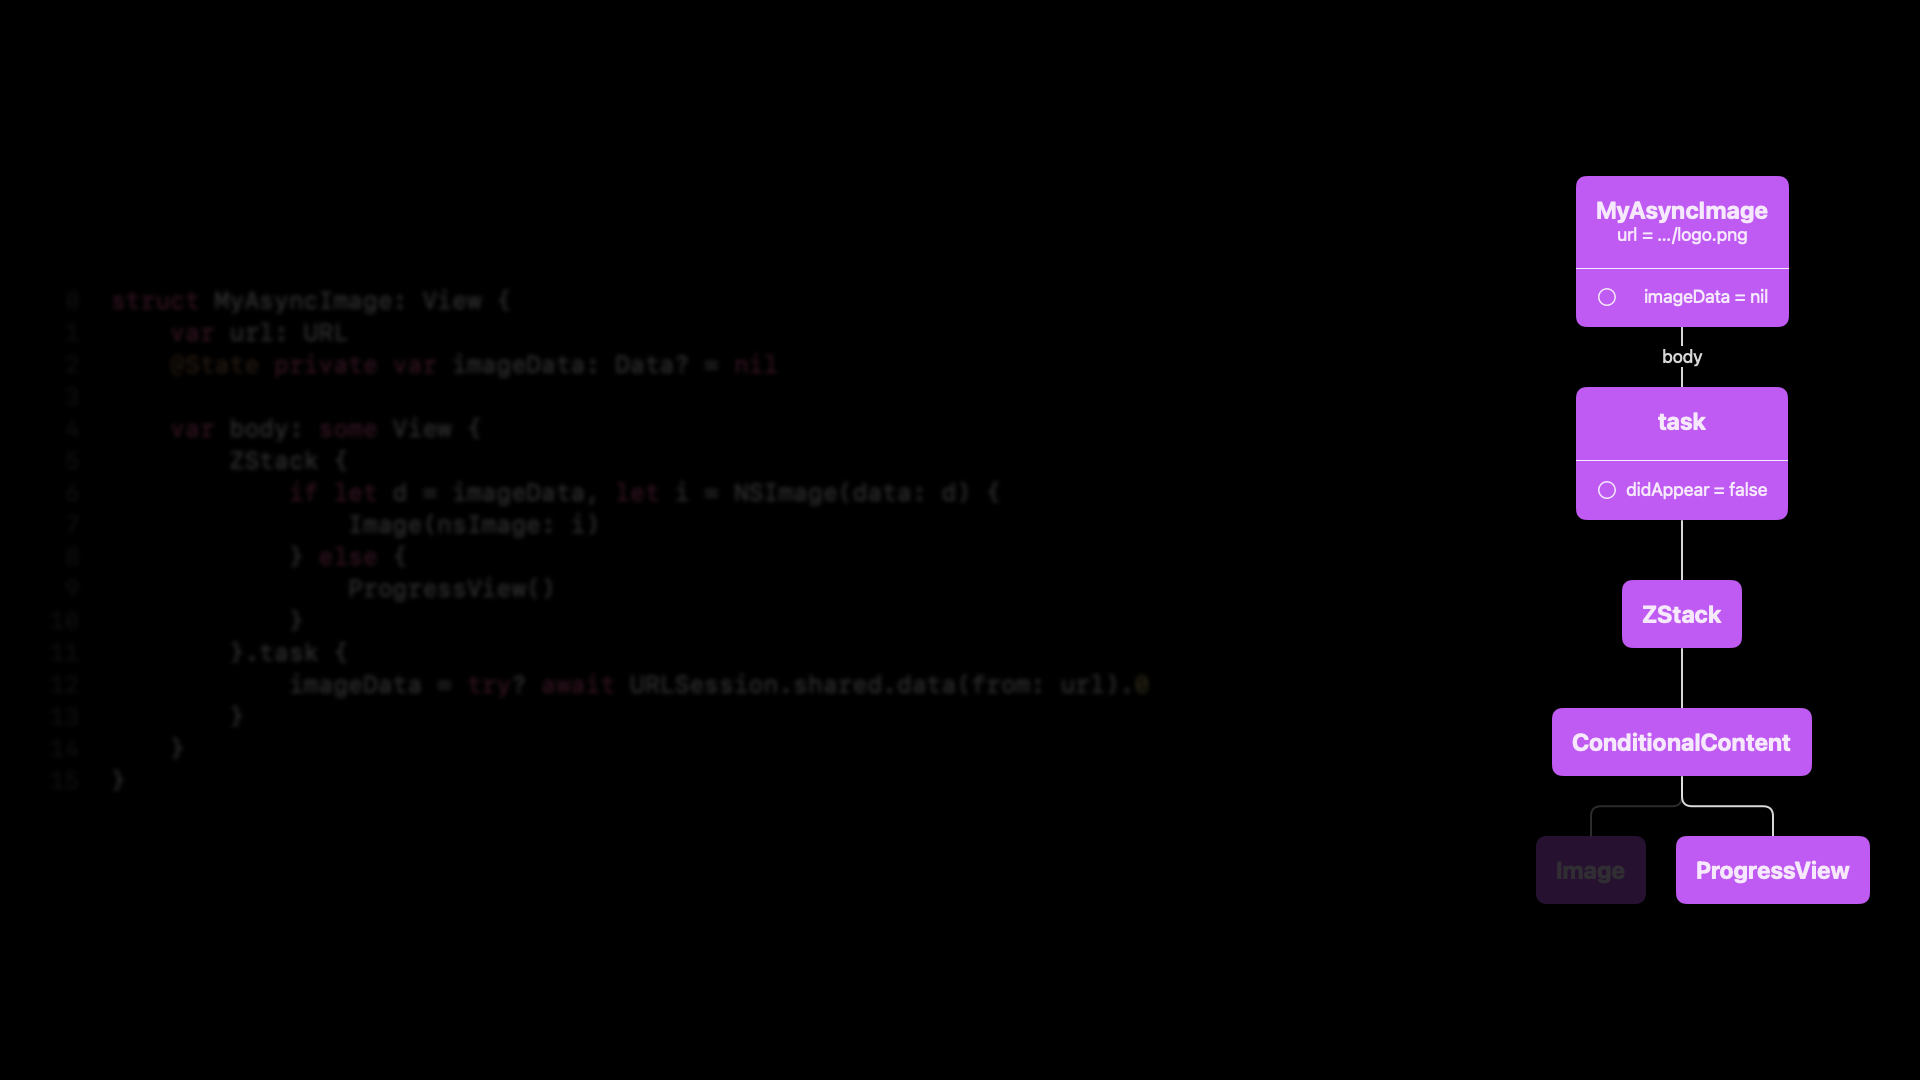 0 struct MyAsyncImage: View {
1 var url: URL
2 @State private var imageData: Data? = nil
3
4 var body: some View {
5 ZStack {
6 if let d = imageData, let i = NSImage(data: d) {
7 Image(nsImage: i)
8 } else {
9 ProgressView()
10 }
11 }.task {
12 imageData = try? await URLSession.shared.data(from: url).0
13 }
14 }
15 }
MyAsyncImage
url = .../logo.png
imageData = nil
body
task
didAppear = false
ZStack
ConditionalContent
Image
ProgressView